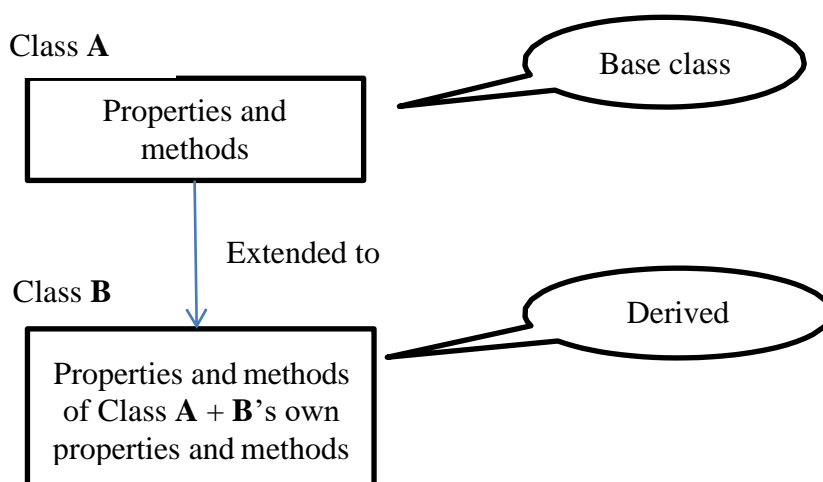 Class A
Base class
Properties and
methods
Extended to
Class B
Derived
Properties and methods
of Class A + B’s own
properties and methods